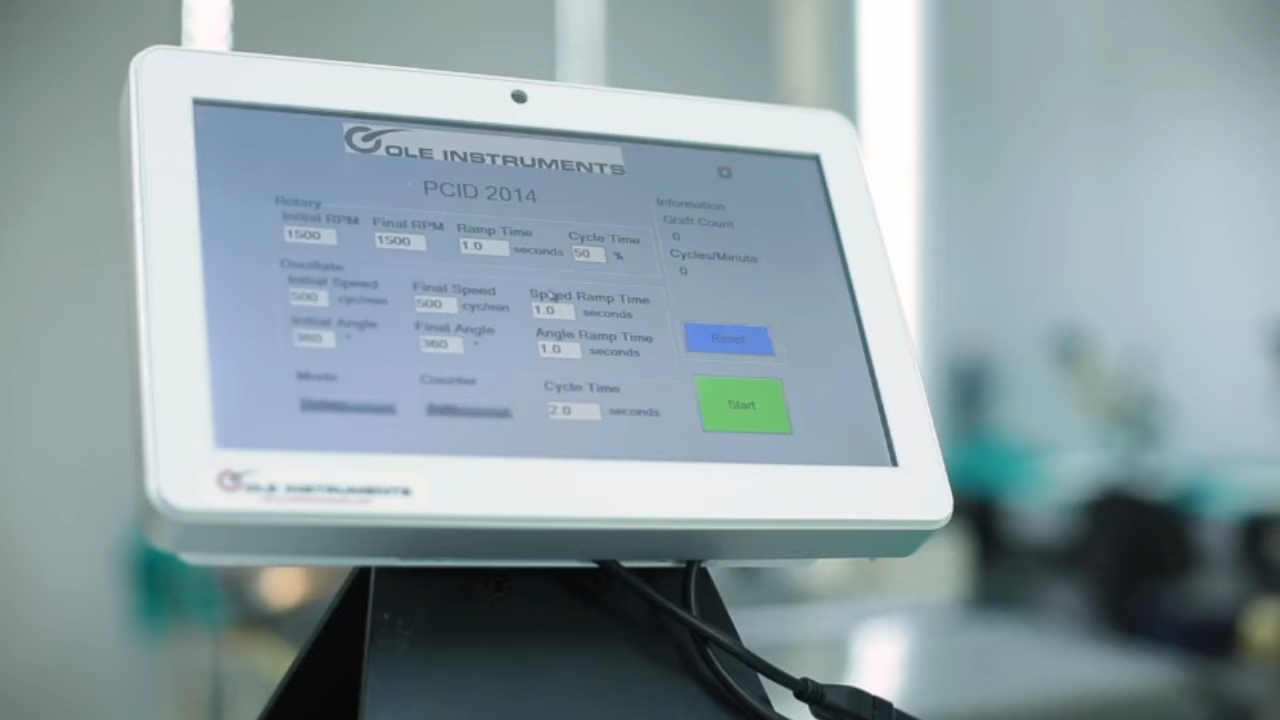 COLE INSTRUMENTS
PCID 2014
Rotary
Initial RPM Final RPM Ramp Time Cycle Time
1500 1500 1.0 seconds 50 %
Oscillate
Initial Speed Final Speed Speed Ramp Time
500 cyc/min 500 cyc/min 1.0 seconds
Initial Angle Final Angle Angle Ramp Time
360 ° 360 ° 1.0 seconds
Mode Counter Cycle Time
2.0 seconds
Information
Graft Count
0
Cycles/Minute
0
Reset
Start
COLE INSTRUMENTS